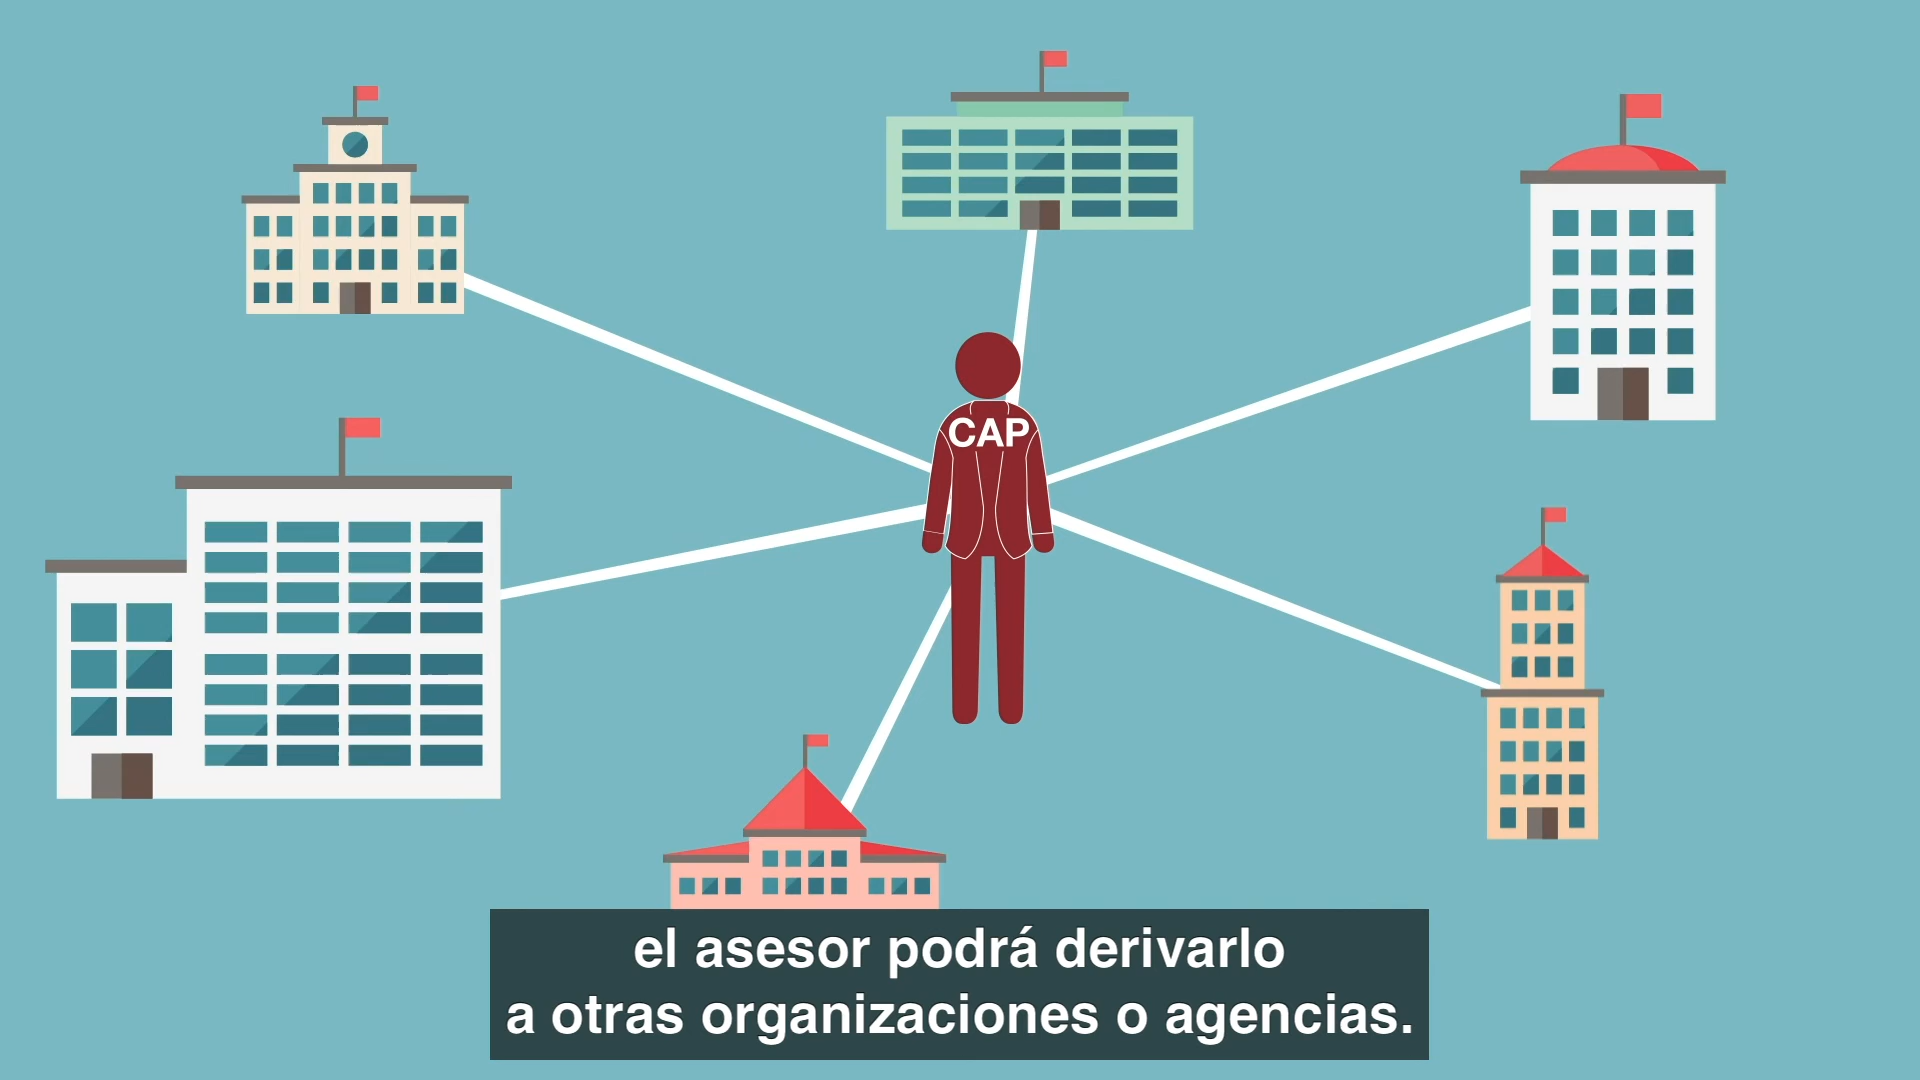 CAP
el asesor podrá derivarlo
a otras organizaciones o agencias.